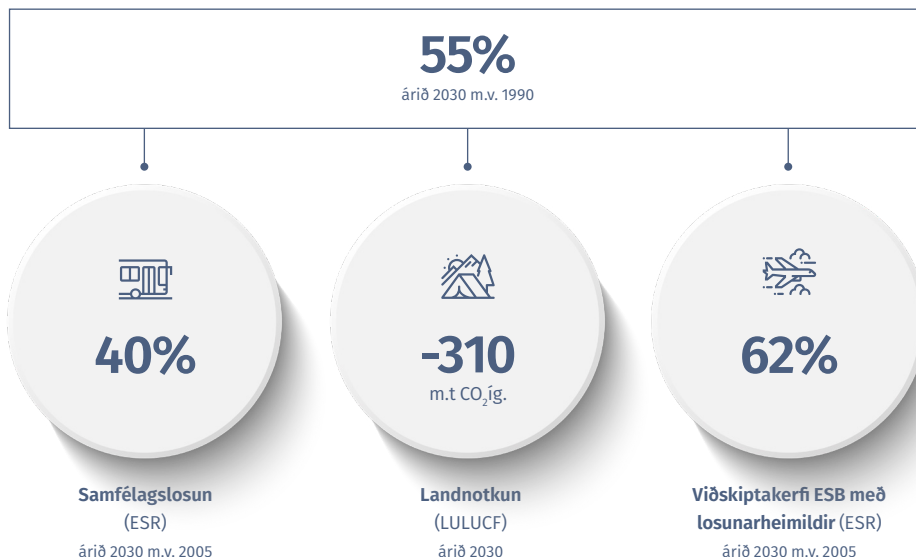 55%
árið 2030 m.v. 1990
40%
-310
m.t CO₂íg.
62%
Samfélagslosun
(ESR)
árið 2030 m.v. 2005
Landnotkun
(LULUCF)
árið 2030
Viðskiptakerfi ESB með
losunarheimildir (ESR)
árið 2030 m.v. 2005